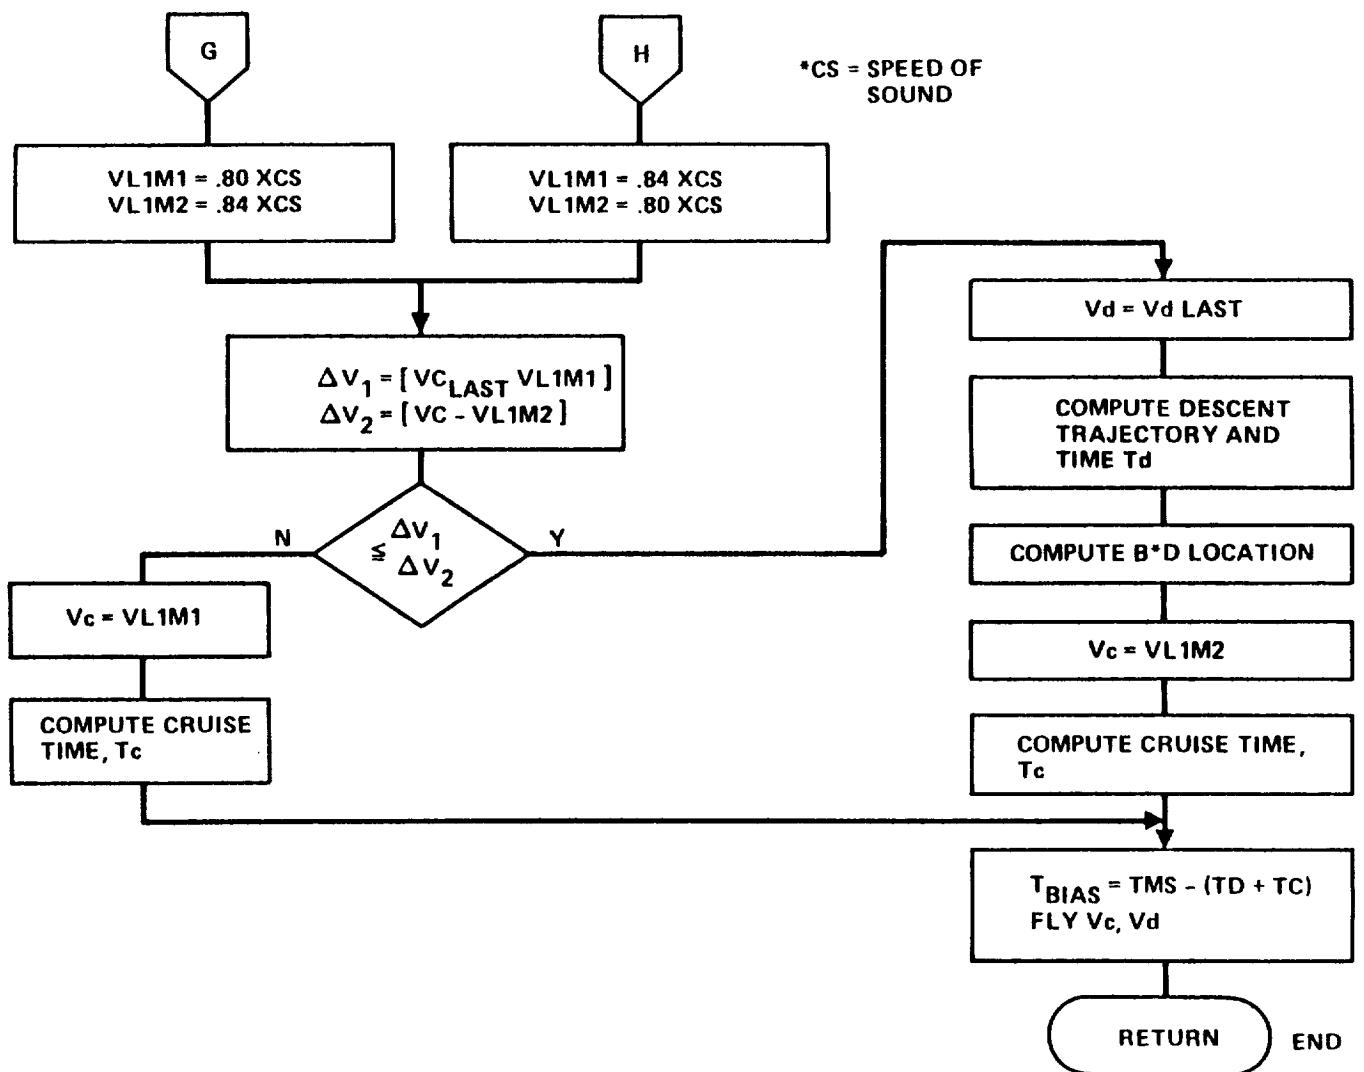 G
H
*CS = SPEED OF
SOUND
VL1M1 = .80 XCS
VL1M2 = .84 XCS
VL1M1 = .84 XCS
VL1M2 = .80 XCS
ΔV1 = [ VCLAST VL1M1 ]
ΔV2 = [ VC - VL1M2 ]
N
ΔV1
≦ ΔV2
Y
Vc = VL1M1
COMPUTE CRUISE
TIME, Tc
Vd = Vd LAST
COMPUTE DESCENT
TRAJECTORY AND
TIME Td
COMPUTE B*D LOCATION
Vc = VL1M2
COMPUTE CRUISE TIME,
Tc
TBIAS = TMS - (TD + TC)
FLY Vc, Vd
RETURN
END